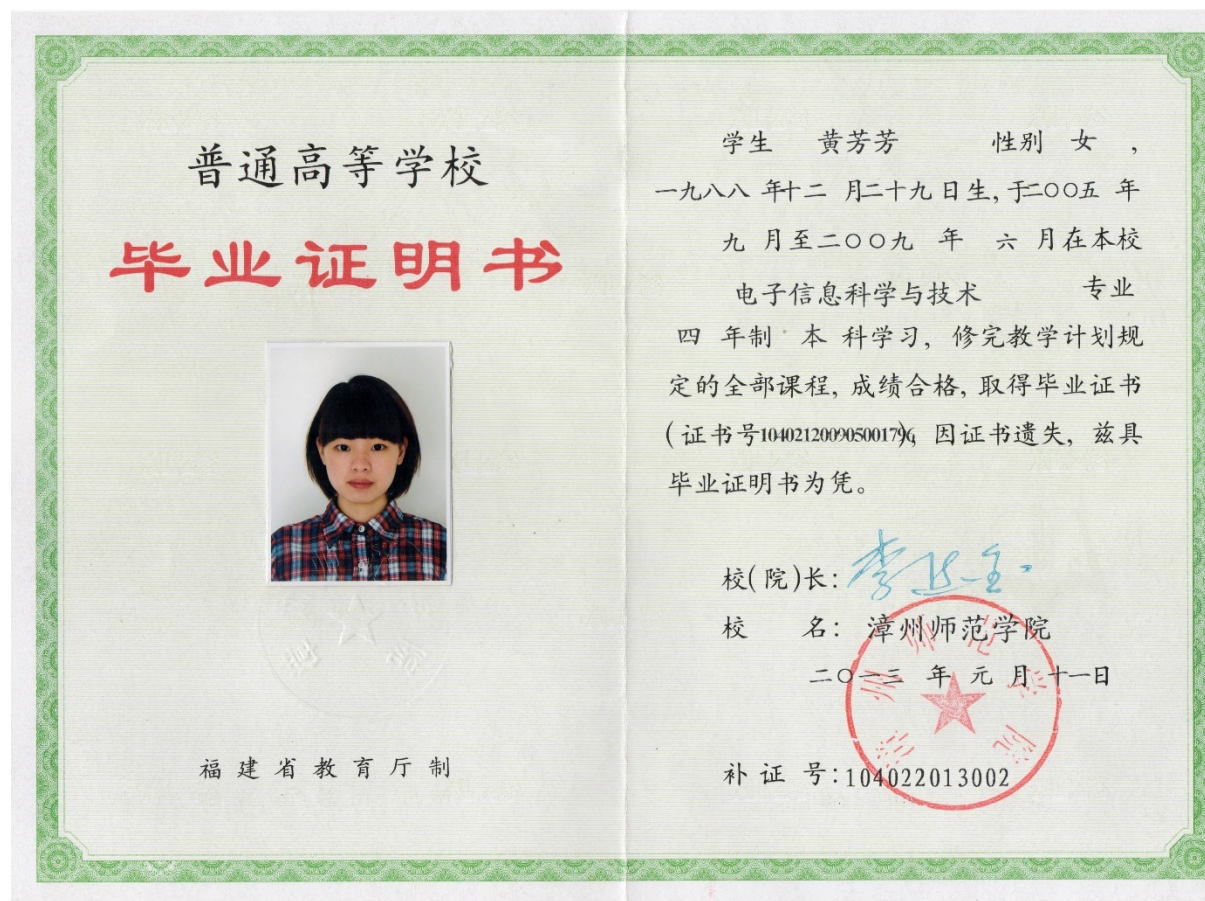 普通高等学校
毕业证明书
福建省教育厅制
学生 黄芳芳 性别 女 ,
一九八八 年十二 月二十九日生,于二〇〇五 年
九 月至二〇〇九 年 六 月在本校
电子信息科学与技术 专业
四 年制 本 科学习, 修完教学计划规
定的全部课程, 成绩合格, 取得毕业证书
(证书号104021200905001796), 因证书遗失, 兹具
毕业证明书为凭。
校(院)长:
校 名: 漳州师范学院
二〇一三 年 元 月 十一日
补 证 号:104022013002
漳州师范学院